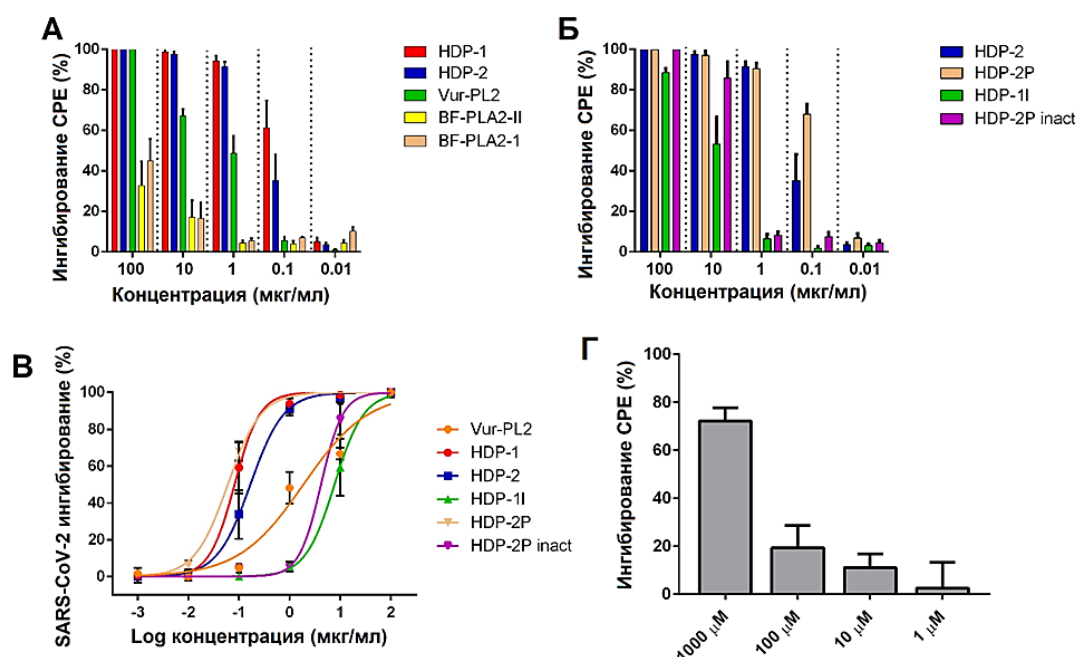 А
Ингибирование CPE (%)
100
80
60
40
20
0
100
10
1
0.1
0.01
Концентрация (мкг/мл)
HDP-1
HDP-2
Vur-PL2
BF-PLA2-II
BF-PLA2-1
Б
Ингибирование CPE (%)
100
80
60
40
20
0
100
10
1
0.1
0.01
Концентрация (мкг/мл)
HDP-2
HDP-2P
HDP-1I
HDP-2P inact
В
SARS-CoV-2 ингибирование (%)
100
80
60
40
20
0
-3
-2
-1
0
1
2
Log концентрация (мкг/мл)
Vur-PL2
HDP-1
HDP-2
HDP-1I
HDP-2P
HDP-2P inact
Г
Ингибирование CPE (%)
100
80
60
40
20
0
1000 μM
100 μM
10 μM
1 μM